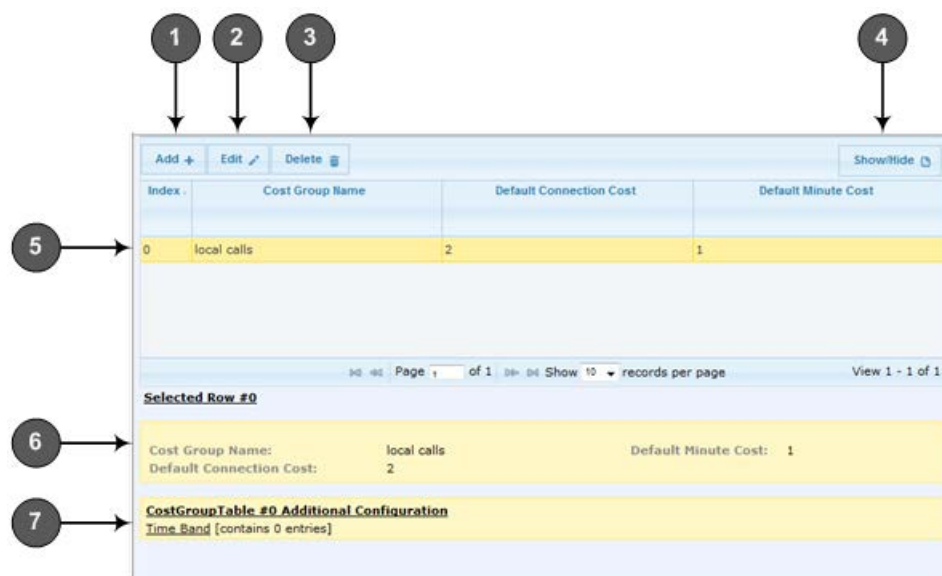 1 2 3 4
Add Edit Delete Show/Hide
Index Cost Group Name Default Connection Cost Default Minute Cost
5
0 local calls 2 1
Page 1 of 1 Show 10 records per page View 1 - 1 of 1
Selected Row #0
6
Cost Group Name: local calls Default Minute Cost: 1
Default Connection Cost: 2
7
CostGroupTable #0 Additional Configuration
Time Band [contains 0 entries]